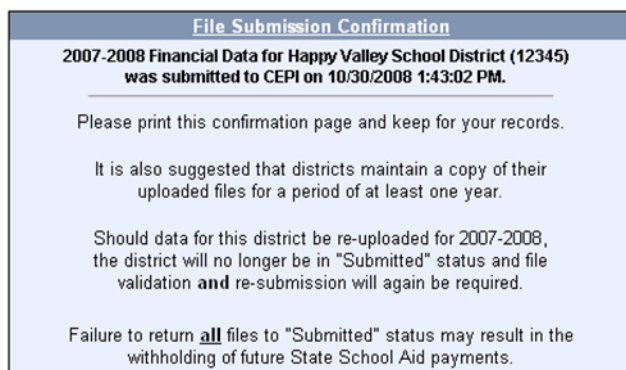 File Submission Confirmation
2007-2008 Financial Data for Happy Valley School District (12345)
was submitted to CEPI on 10/30/2008 1:43:02 PM.
Please print this confirmation page and keep for your records.
It is also suggested that districts maintain a copy of their
uploaded files for a period of at least one year.
Should data for this district be re-uploaded for 2007-2008,
the district will no longer be in "Submitted" status and file
validation and re-submission will again be required.
Failure to return all files to "Submitted" status may result in the
withholding of future State School Aid payments.